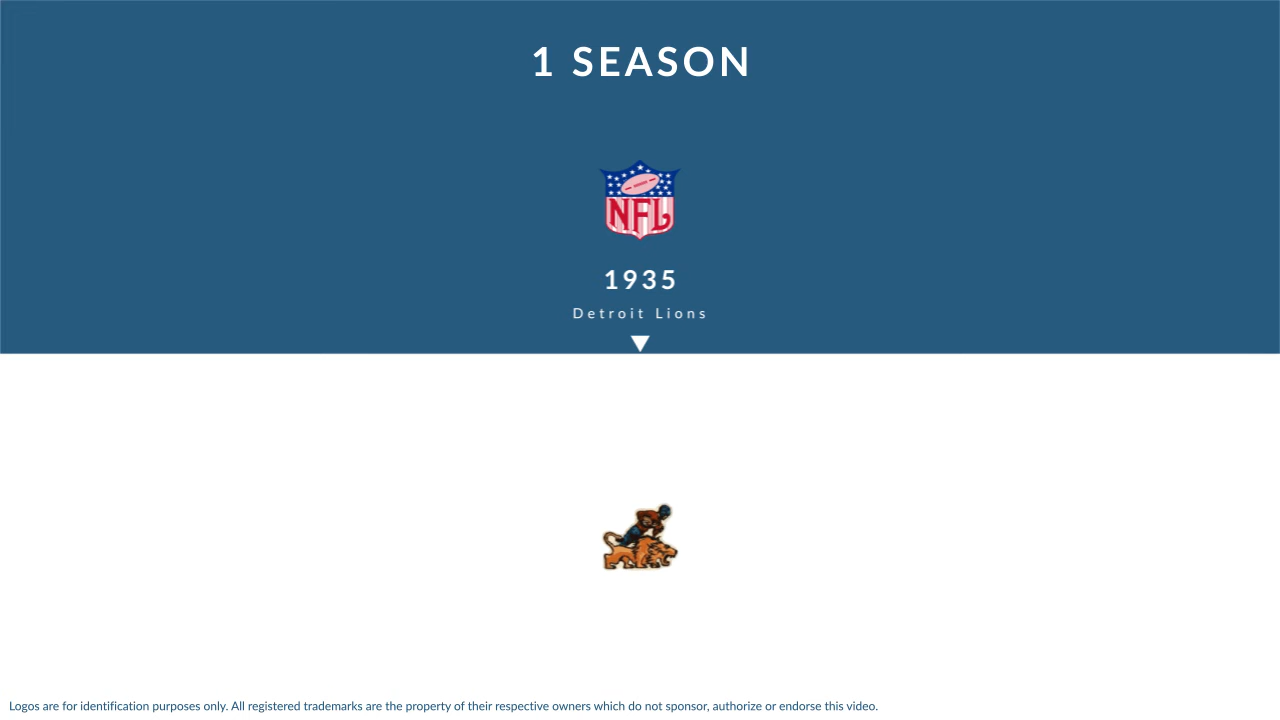 1 SEASON
NFL
1935
Detroit Lions
Logos are for identification purposes only. All registered trademarks are the property of their respective owners which do not sponsor, authorize or endorse this video.